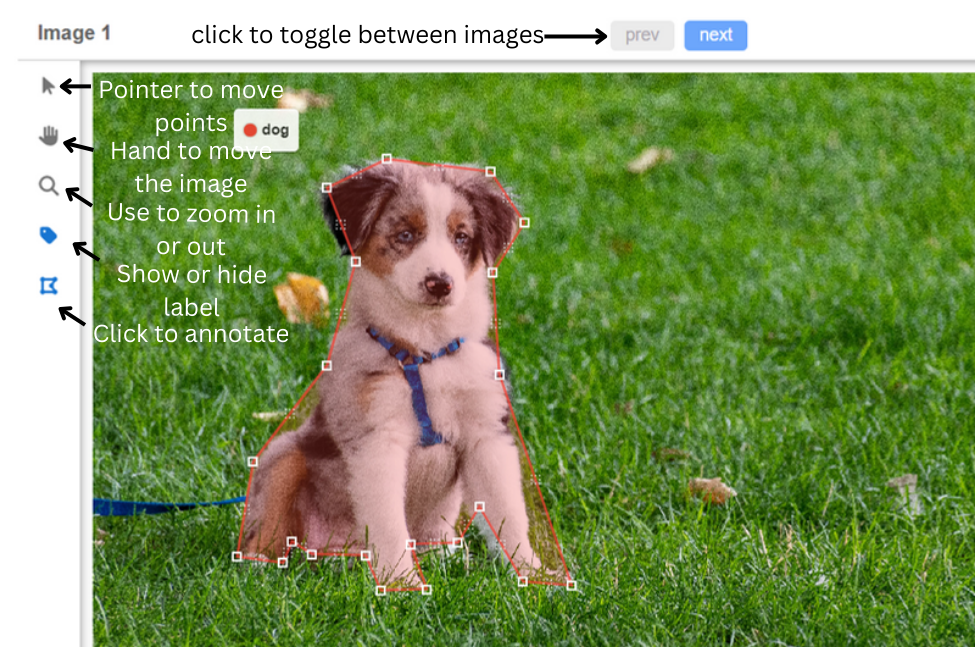 Image 1
click to toggle between images
prev
next
Pointer to move
points
dog
Hand to move
the image
Use to zoom in
or out
Show or hide
label
Click to annotate